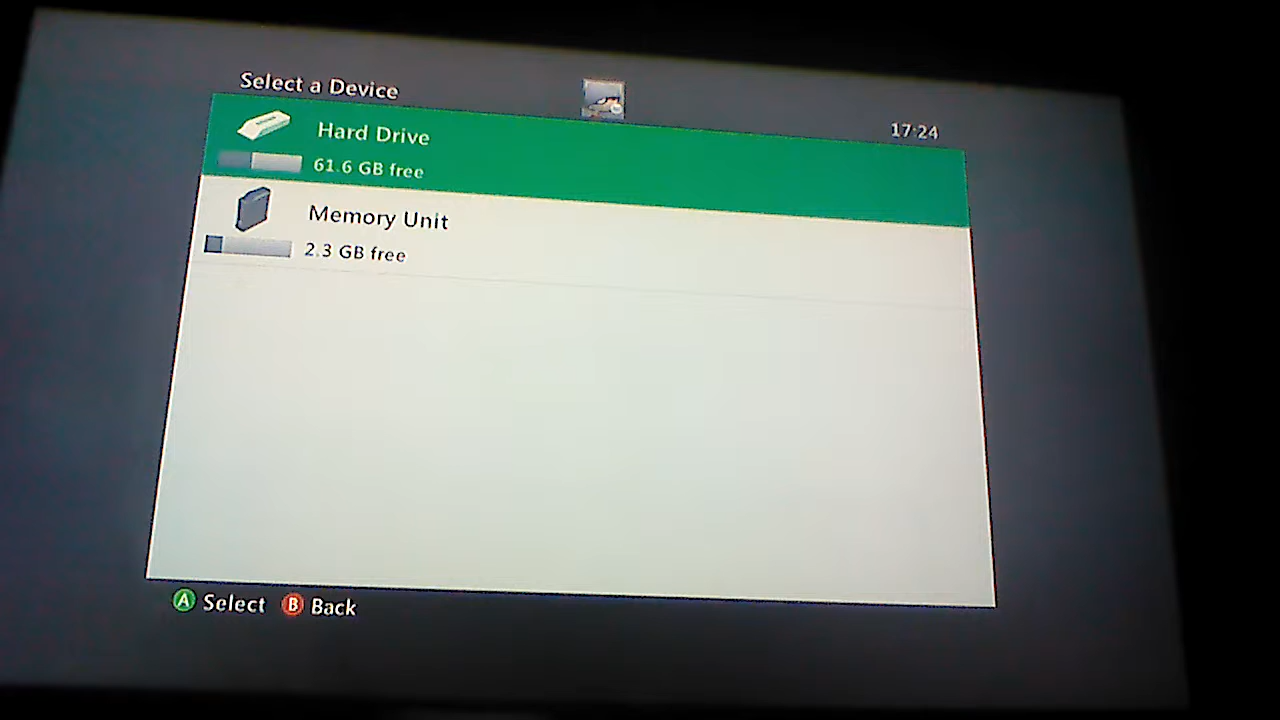 Select a Device
17:24
Hard Drive
61.6 GB free
Memory Unit
2.3 GB free
A Select B Back